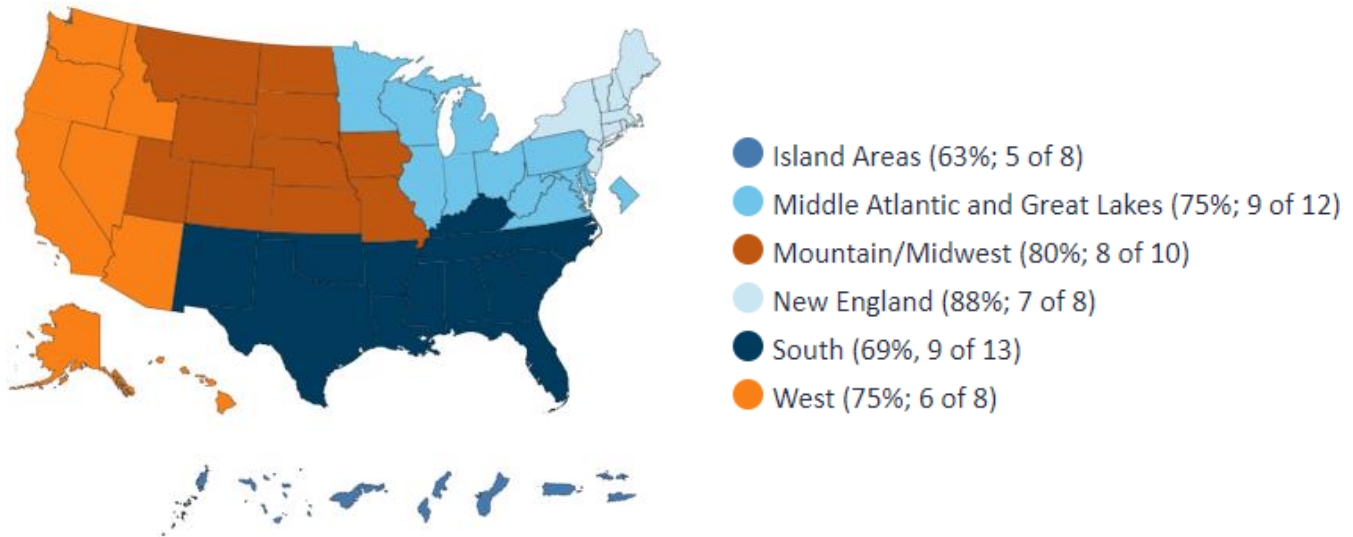 Island Areas (63%; 5 of 8)
Middle Atlantic and Great Lakes (75%; 9 of 12)
Mountain/Midwest (80%; 8 of 10)
New England (88%; 7 of 8)
South (69%, 9 of 13)
West (75%; 6 of 8)